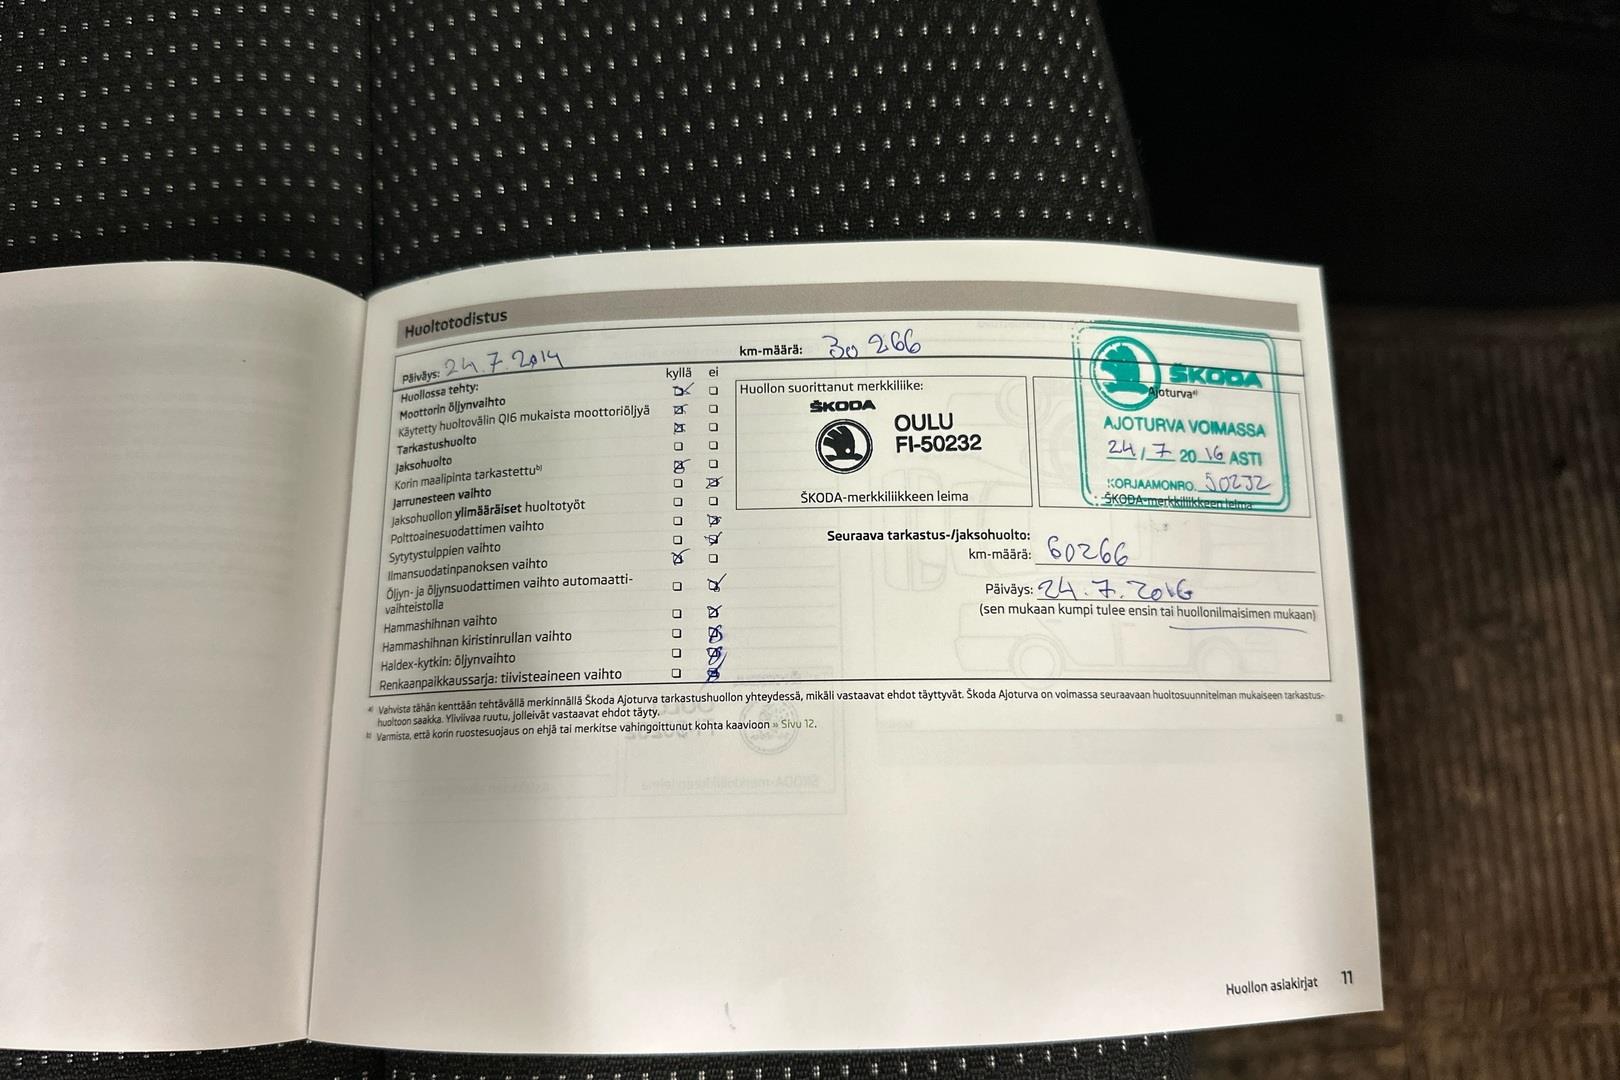 Huoltotodistus
Päiväys: 24.7.2014
km-määrä: 30 266
Huollossa tehty: kyllä ei
Moottorin öljynvaihto
Käytetty huoltovälin QI6 mukaista moottoriöljyä
Tarkastushuolto
Jaksohuolto
Korin maalipinta tarkastettu b)
Jarrunesteen vaihto
Jaksohuollon ylimääräiset huoltotyöt
Polttoainesuodattimen vaihto
Sytytystulppien vaihto
Ilmansuodatinpanoksen vaihto
Öljyn- ja öljynsuodattimen vaihto automaatti-
vaihteistolla
Hammashihnan vaihto
Hammashihnan kiristinrullan vaihto
Haldex-kytkin: öljynvaihto
Renkaanpaikkaussarja: tiivisteaineen vaihto
Huollon suorittanut merkkiliike:
ŠKODA
OULU
FI-50232
ŠKODA-merkkiliikkeen leima
ŠKODA
Ajoturva a)
AJOTURVA VOIMASSA
24/7 2016 ASTI
KORJAAMONRO. 50232
ŠKODA-merkkiliikkeen leima
Seuraava tarkastus-/jaksohuolto:
km-määrä: 60266
Päiväys: 24.7.2016
(sen mukaan kumpi tulee ensin tai huollonilmaisimen mukaan)
a) Vahvista tähän kenttään tehtävällä merkinnällä Škoda Ajoturva tarkastushuollon yhteydessä, mikäli vastaavat ehdot täyttyvät. Škoda Ajoturva on voimassa seuraavaan huoltosuunnitelman mukaiseen tarkastus-
huoltoon saakka. Yliviivaa ruutu, jolleivät vastaavat ehdot täyty.
b) Varmista, että korin ruostesuojaus on ehjä tai merkitse vahingoittunut kohta kaavioon » Sivu 12.
Huollon asiakirjat 11